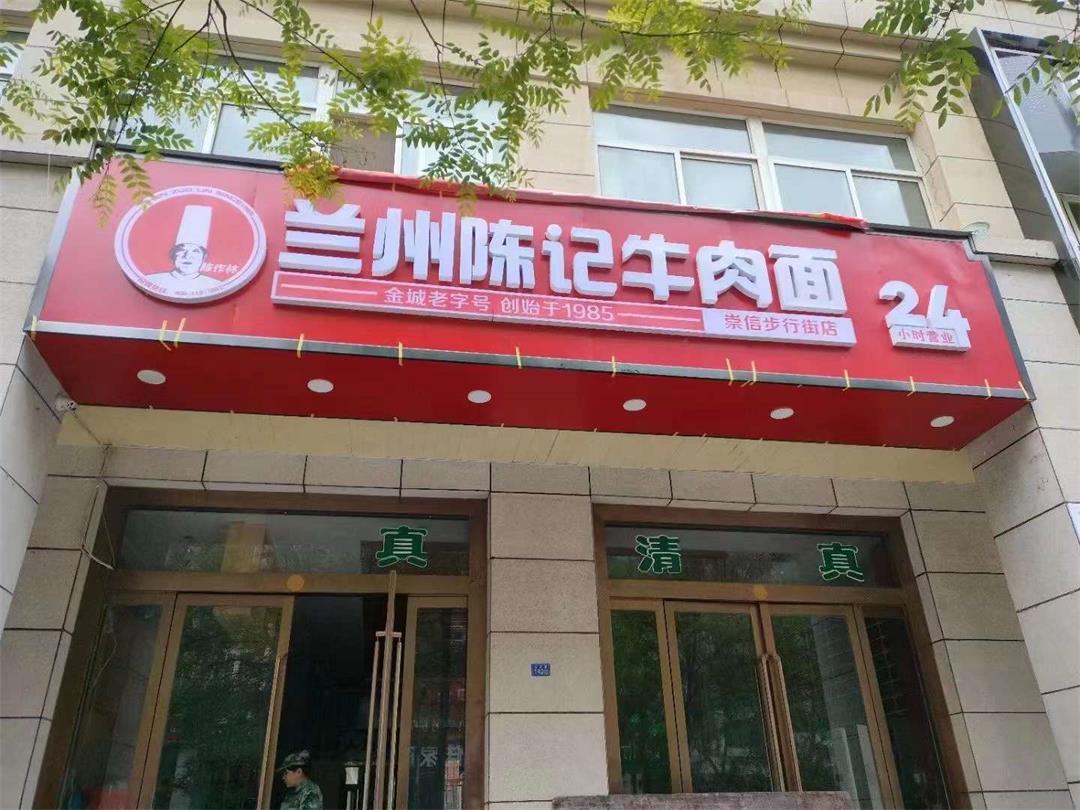 兰州陈记牛肉面
陈作林
金城老字号 创始于1985
崇信步行街店
24
小时营业
真
清
真